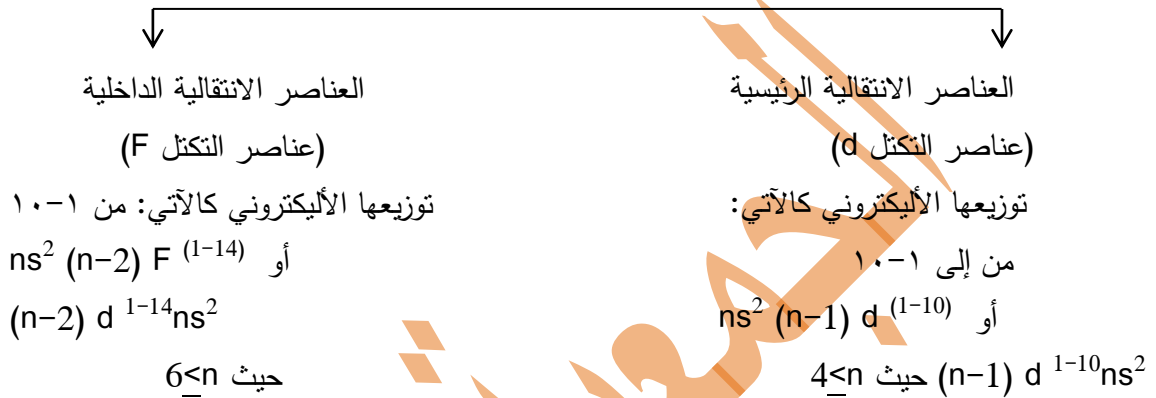 العناصر الانتقالية الرئيسية
(عناصر التكتل d)
توزيعها الأليكتروني كالآتي:
من إلى ١-١٠
ns² (n−1) d ⁽¹⁻¹⁰⁾ أو
(n−1) d ¹⁻¹⁰ns² حيث 4≤n
العناصر الانتقالية الداخلية
(عناصر التكتل F)
توزيعها الأليكتروني كالآتي: من ١-١٠
ns² (n−2) F ⁽¹⁻¹⁴⁾ أو
(n−2) d ¹⁻¹⁴ns²
حيث 6≤n